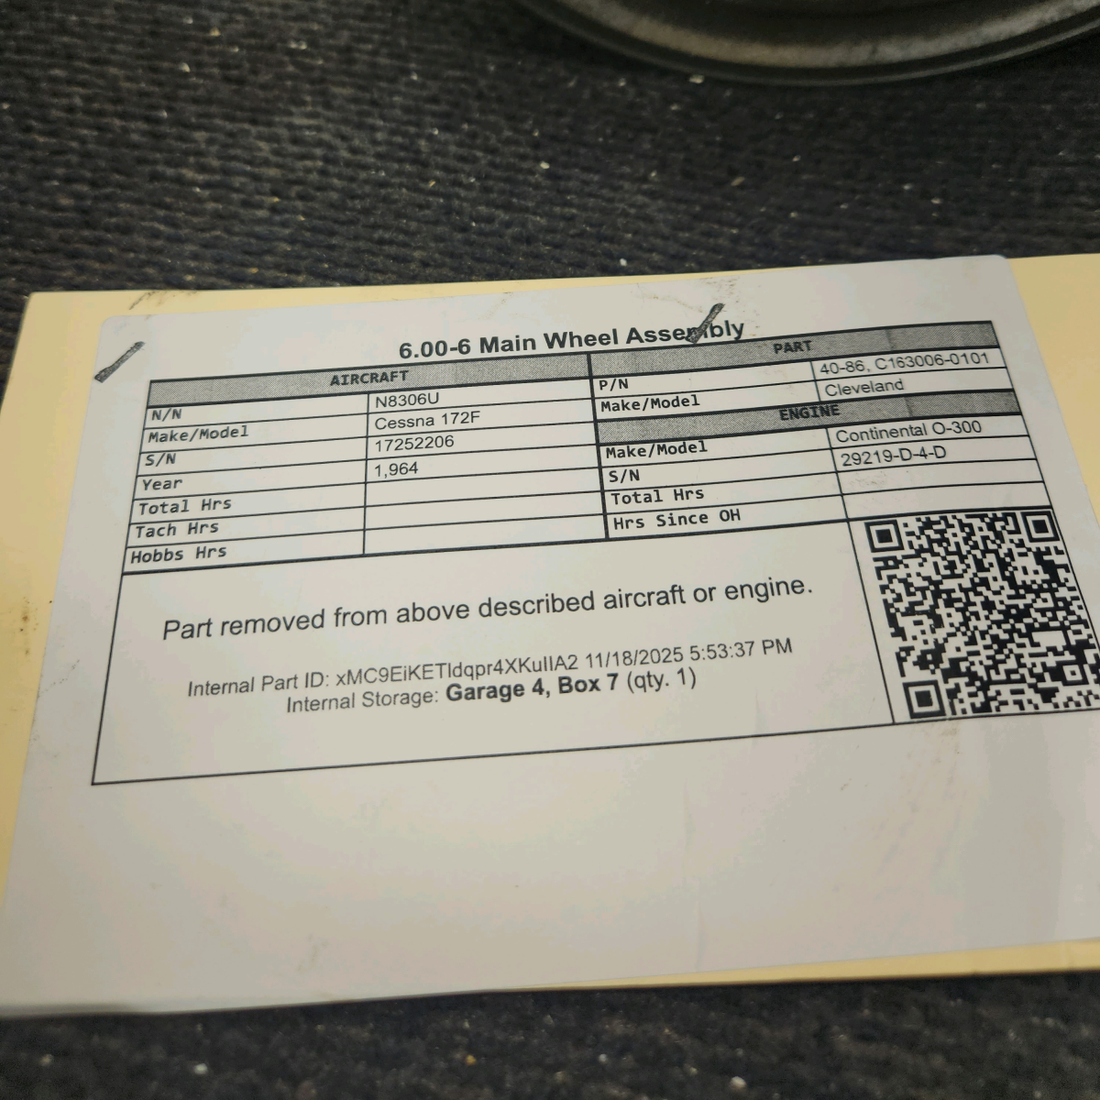 6.00-6 Main Wheel Assembly
AIRCRAFT
N/N N8306U
Make/Model Cessna 172F
S/N 17252206
Year 1,964
Total Hrs
Tach Hrs
Hobbs Hrs
PART
P/N 40-86, C163006-0101
Make/Model Cleveland
ENGINE
Make/Model Continental O-300
S/N 29219-D-4-D
Total Hrs
Hrs Since OH
Part removed from above described aircraft or engine.
Internal Part ID: xMC9EiKETIdqpr4XKulIA2 11/18/2025 5:53:37 PM
Internal Storage: Garage 4, Box 7 (qty. 1)